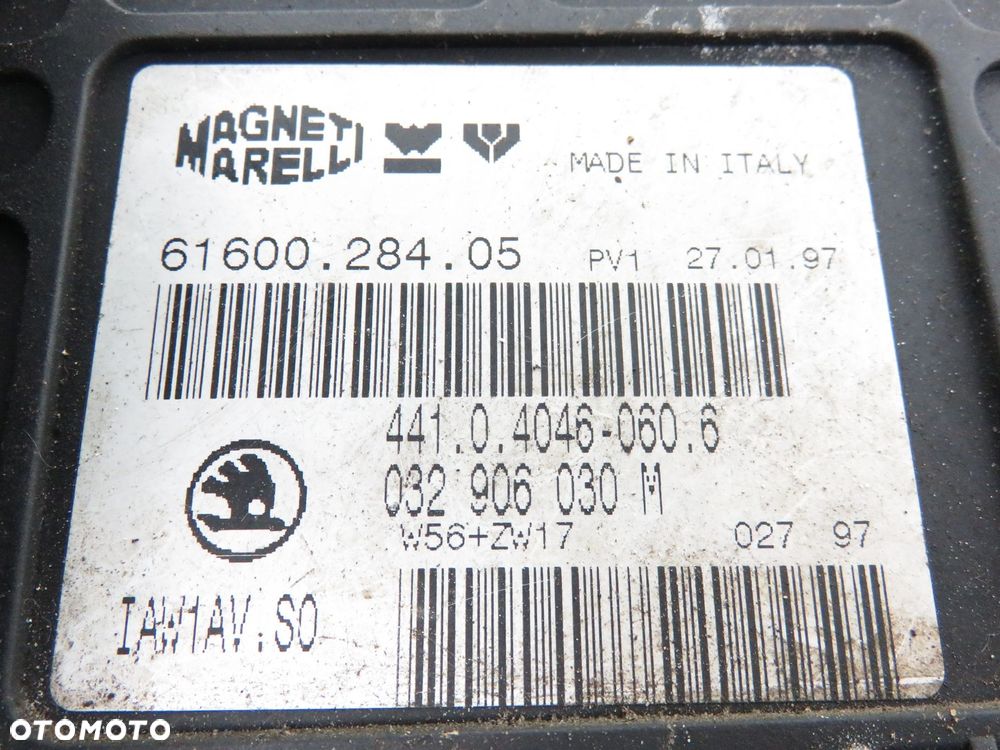 MAGNETI
MARELLI
MADE IN ITALY
61600.284.05 PV1 27.01.97
441.0.4046-060.6
032 906 030 M
W56+ZW17 027 97
IAW1AV.S0
OTOMOTO